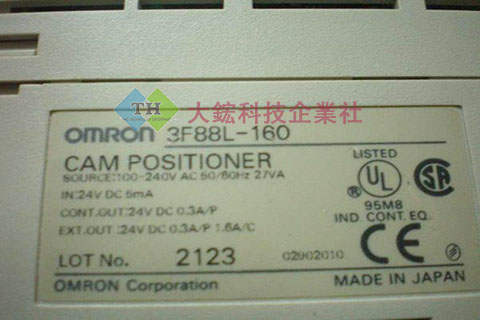 TH
大鋐科技企業社
OMRON 3F88L-160
CAM POSITIONER
SOURCE:100-240V AC 50/60Hz 27VA
IN:24V DC 5mA
CONT.OUT:24V DC 0.3A/P
EXT.OUT:24V DC 0.3A/P 1.6A/C
LOT No. 2123
02902010
OMRON Corporation
LISTED
UL
®
SA
95M8
IND. CONT. EQ.
CE
MADE IN JAPAN